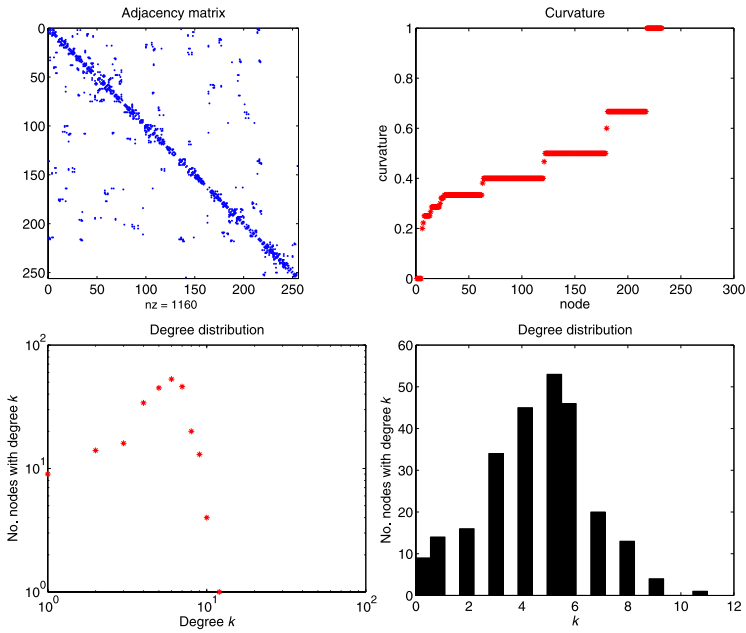 Adjacency matrix
0
50
100
150
200
250
0 50 100 150 200 250
nz = 1160
Curvature
1
0.8
0.6
0.4
0.2
0
curvature
0 50 100 150 200 250 300
node
Degree distribution
10^2
10^1
10^0
No. nodes with degree k
10^0 10^1 10^2
Degree k
Degree distribution
60
50
40
30
20
10
0
No. nodes with degree k
0 2 4 6 8 10 12
k